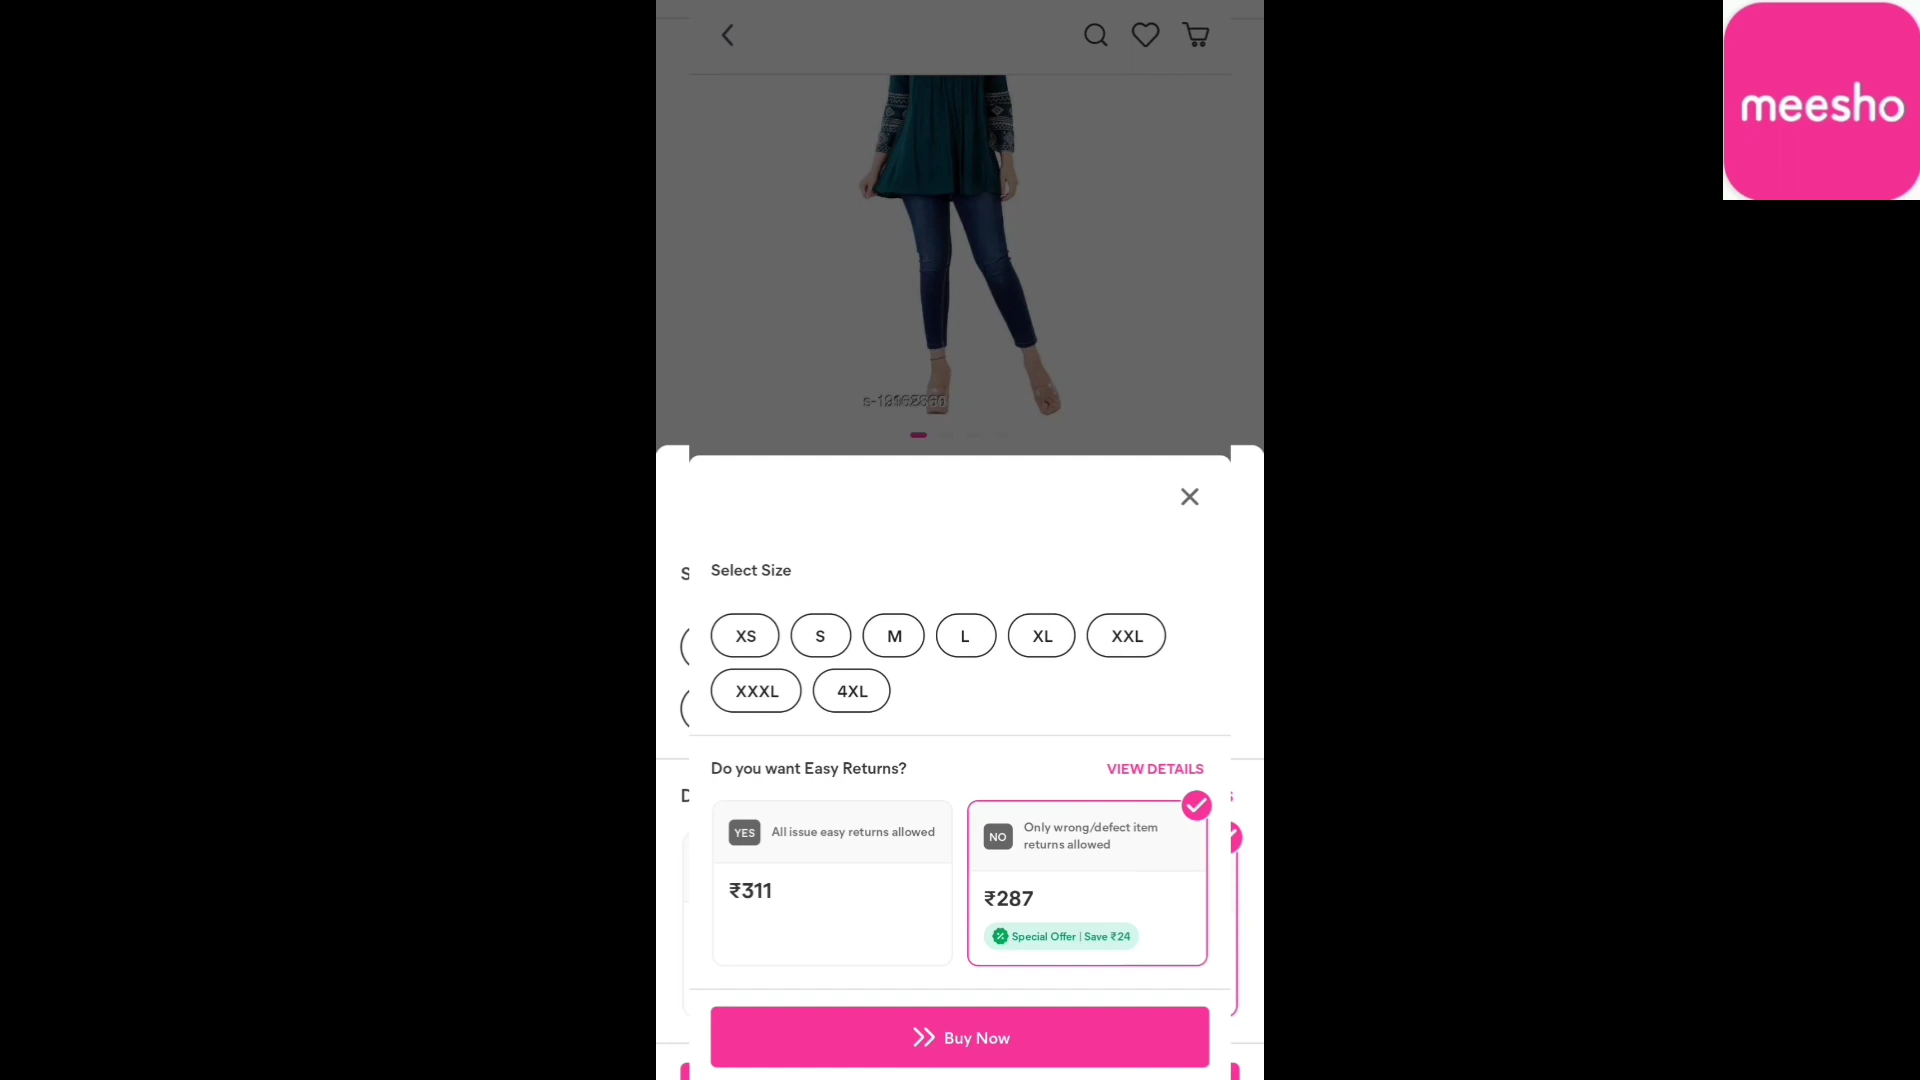 meesho
Select Size
XS S M L XL XXL
XXXL 4XL
Do you want Easy Returns? VIEW DETAILS
YES All issue easy returns allowed
NO Only wrong/defect item
returns allowed
₹311
₹287
Special Offer | Save ₹24
Buy Now